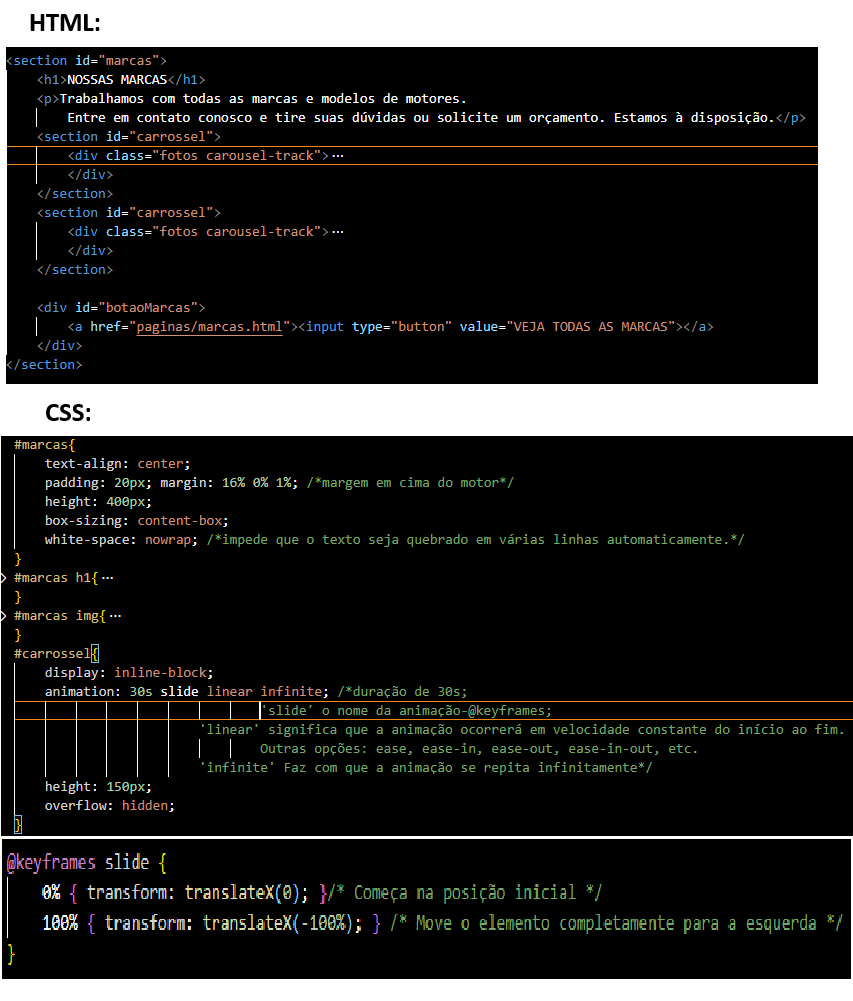 HTML:
<section id="marcas">
<h1>NOSSAS MARCAS</h1>
<p>Trabalhamos com todas as marcas e modelos de motores.
Entre em contato conosco e tire suas dúvidas ou solicite um orçamento. Estamos à disposição.</p>
<section id="carrossel">
<div class="fotos carousel-track">⋯
</div>
</section>
<section id="carrossel">
<div class="fotos carousel-track">⋯
</div>
</section>
<div id="botaoMarcas">
<a href="paginas/marcas.html"><input type="button" value="VEJA TODAS AS MARCAS"></a>
</div>
</section>
CSS:
#marcas{
text-align: center;
padding: 20px; margin: 16% 0% 1%; /*margem em cima do motor*/
height: 400px;
box-sizing: content-box;
white-space: nowrap; /*impede que o texto seja quebrado em várias linhas automaticamente.*/
}
#marcas h1{⋯
}
#marcas img{⋯
}
#carrossel{
display: inline-block;
animation: 30s slide linear infinite; /*duração de 30s;
'slide' o nome da animação-@keyframes;
'linear' significa que a animação ocorrerá em velocidade constante do início ao fim.
Outras opções: ease, ease-in, ease-out, ease-in-out, etc.
'infinite' Faz com que a animação se repita infinitamente*/
height: 150px;
overflow: hidden;
}
@keyframes slide {
0% { transform: translateX(0); }/* Começa na posição inicial */
100% { transform: translateX(-100%); } /* Move o elemento completamente para a esquerda */
}